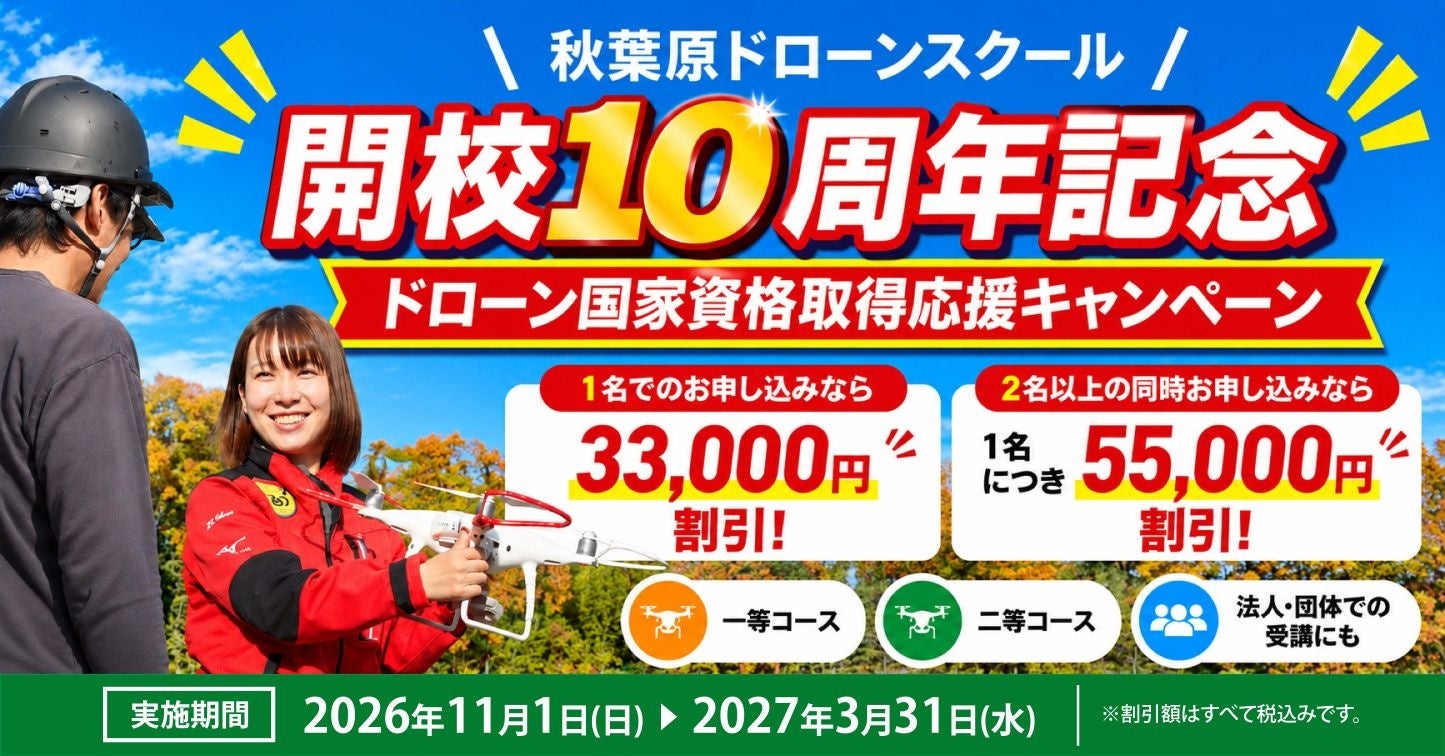 秋葉原ドローンスクール
開校10周年記念
ドローン国家資格取得応援キャンペーン
1名でのお申し込みなら
33,000円
割引!
2名以上の同時お申し込みなら
1名
につき
55,000円
割引!
一等コース
二等コース
法人・団体での
受講にも
実施期間
2026年11月1日(日)▶2027年3月31日(水)
※割引額はすべて税込みです。